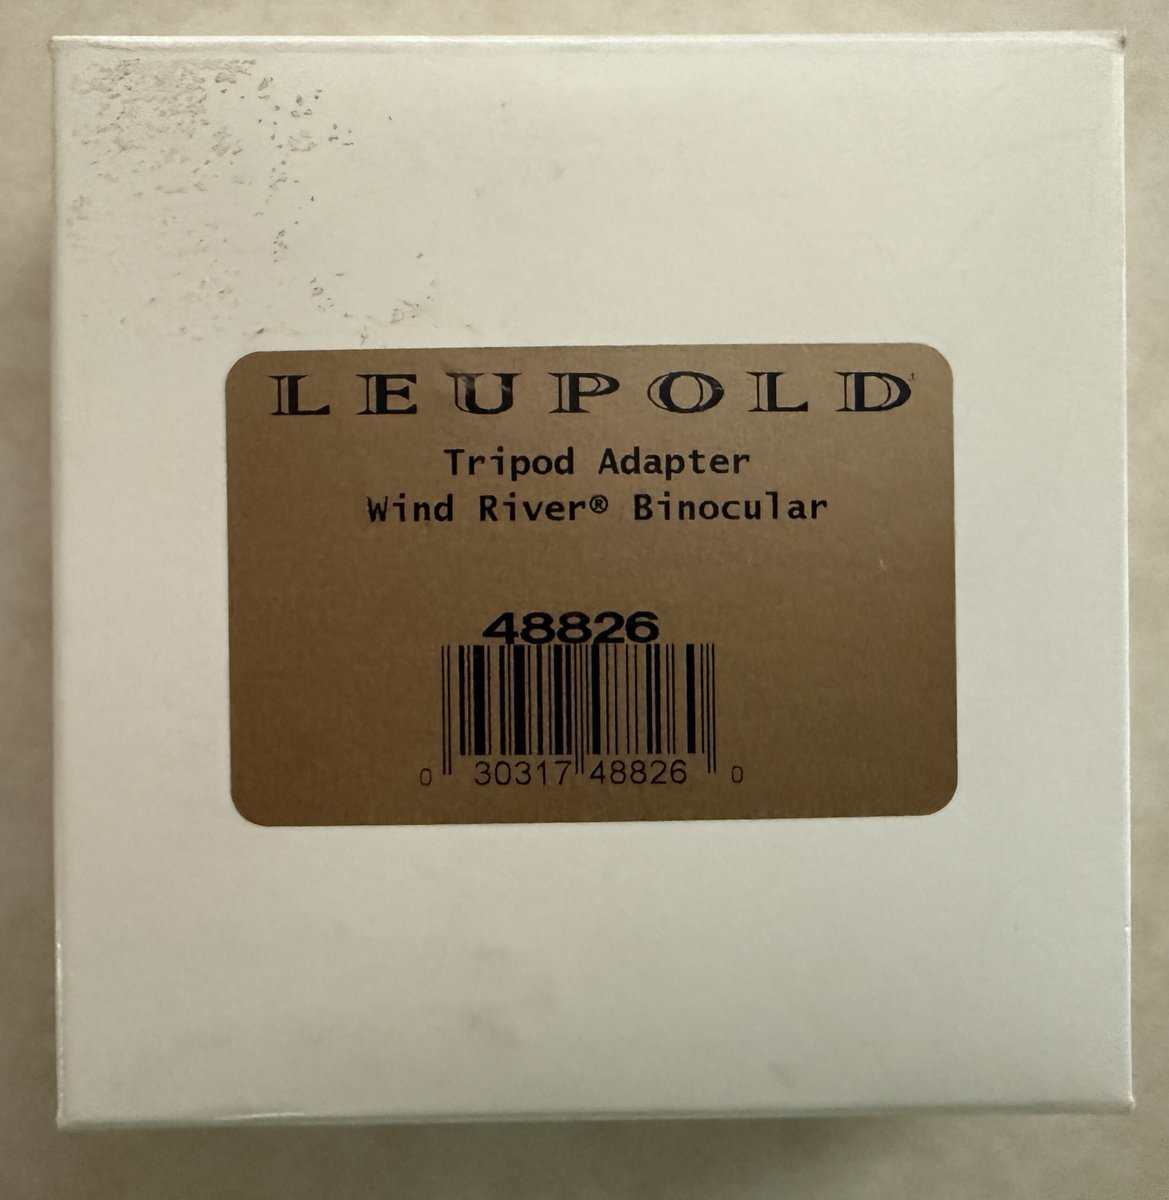 LEUPOLD
Tripod Adapter
Wind River® Binocular
48826
0 30317 48826 0